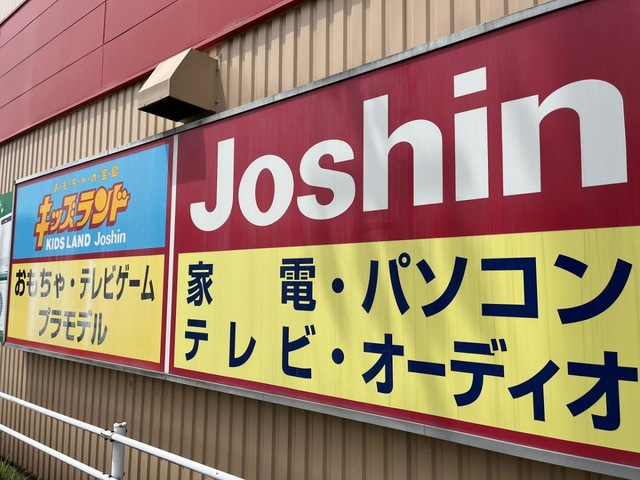 おもちゃの宝島
キッズランド
KIDS LAND Joshin
おもちゃ・テレビゲーム
プラモデル
Joshin
家電・パソコン
テレビ・オーディオ